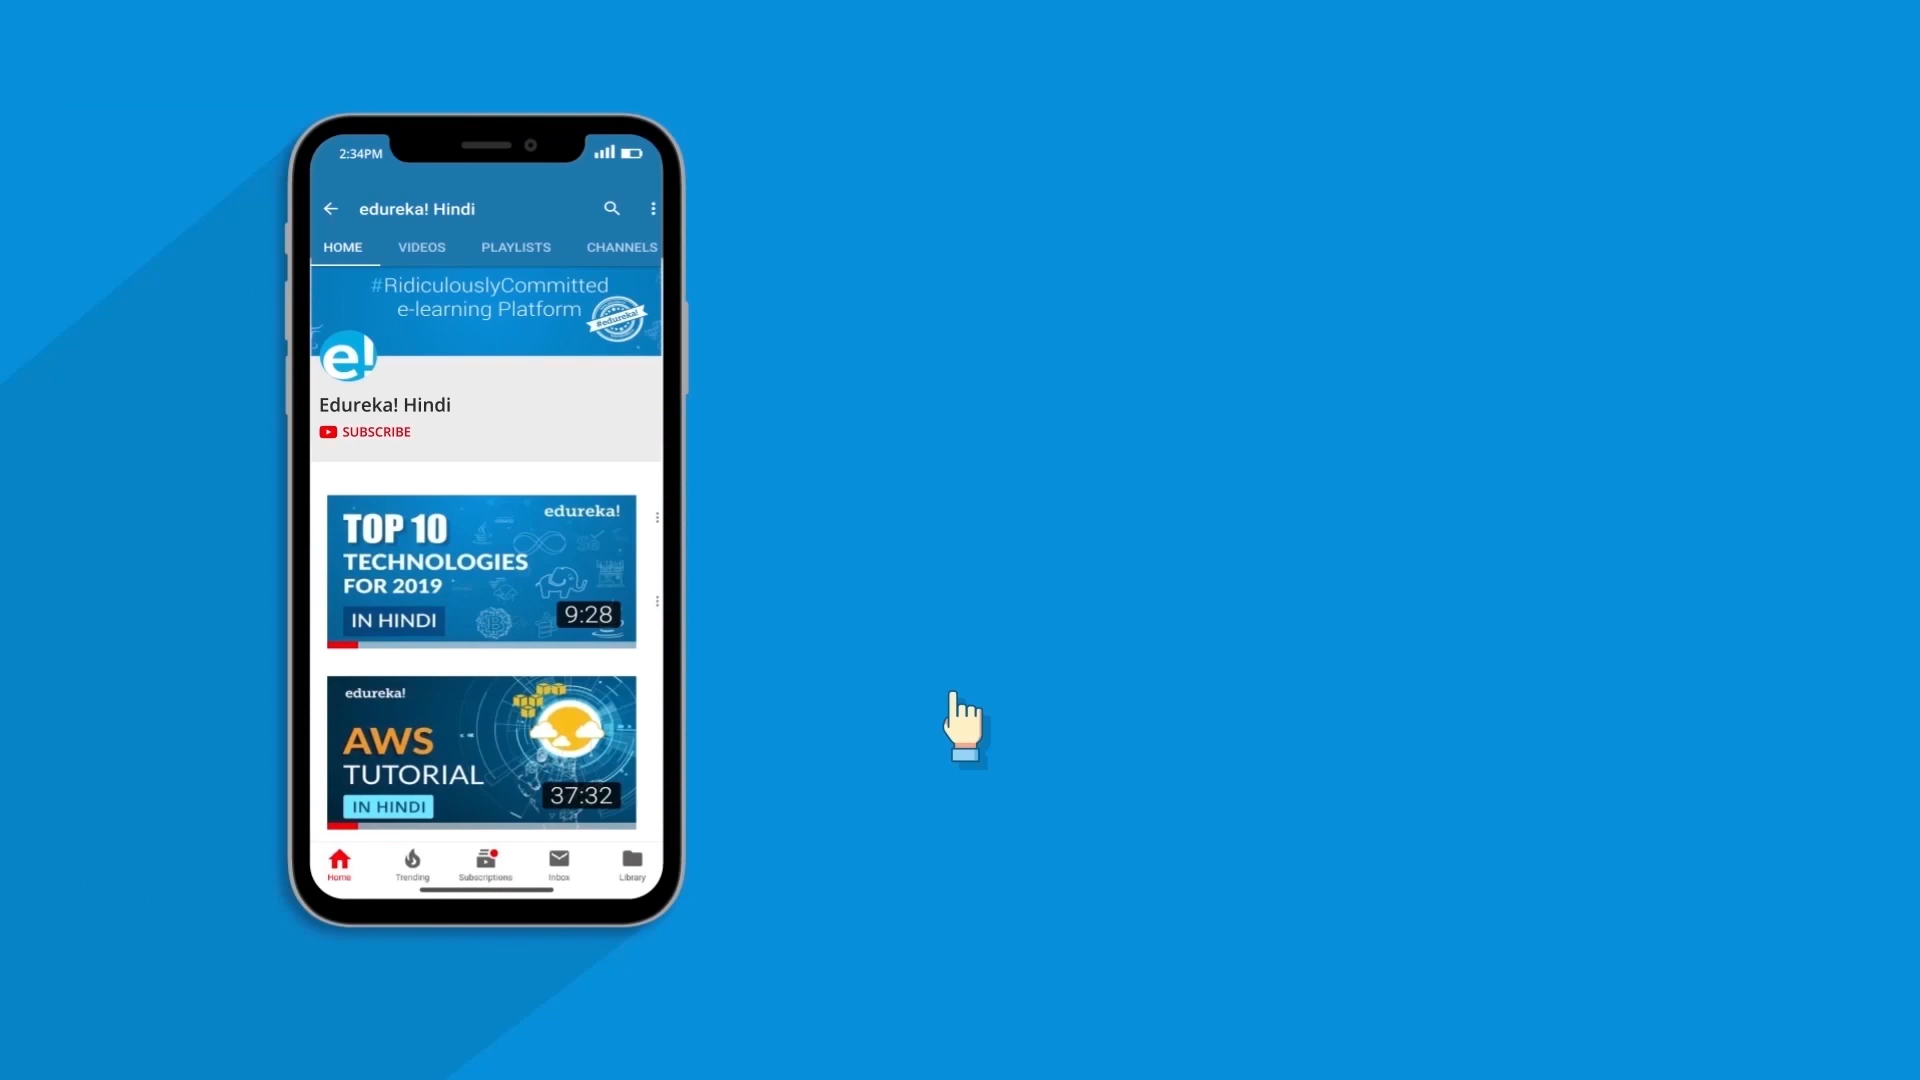 2:34PM
edureka! Hindi
HOME VIDEOS PLAYLISTS CHANNELS
#RidiculouslyCommitted
e-learning Platform
#edureka!
e!
Edureka! Hindi
SUBSCRIBE
edureka!
TOP 10
TECHNOLOGIES
FOR 2019
IN HINDI
9:28
edureka!
AWS
TUTORIAL
IN HINDI
37:32
Home Trending Subscriptions Inbox Library